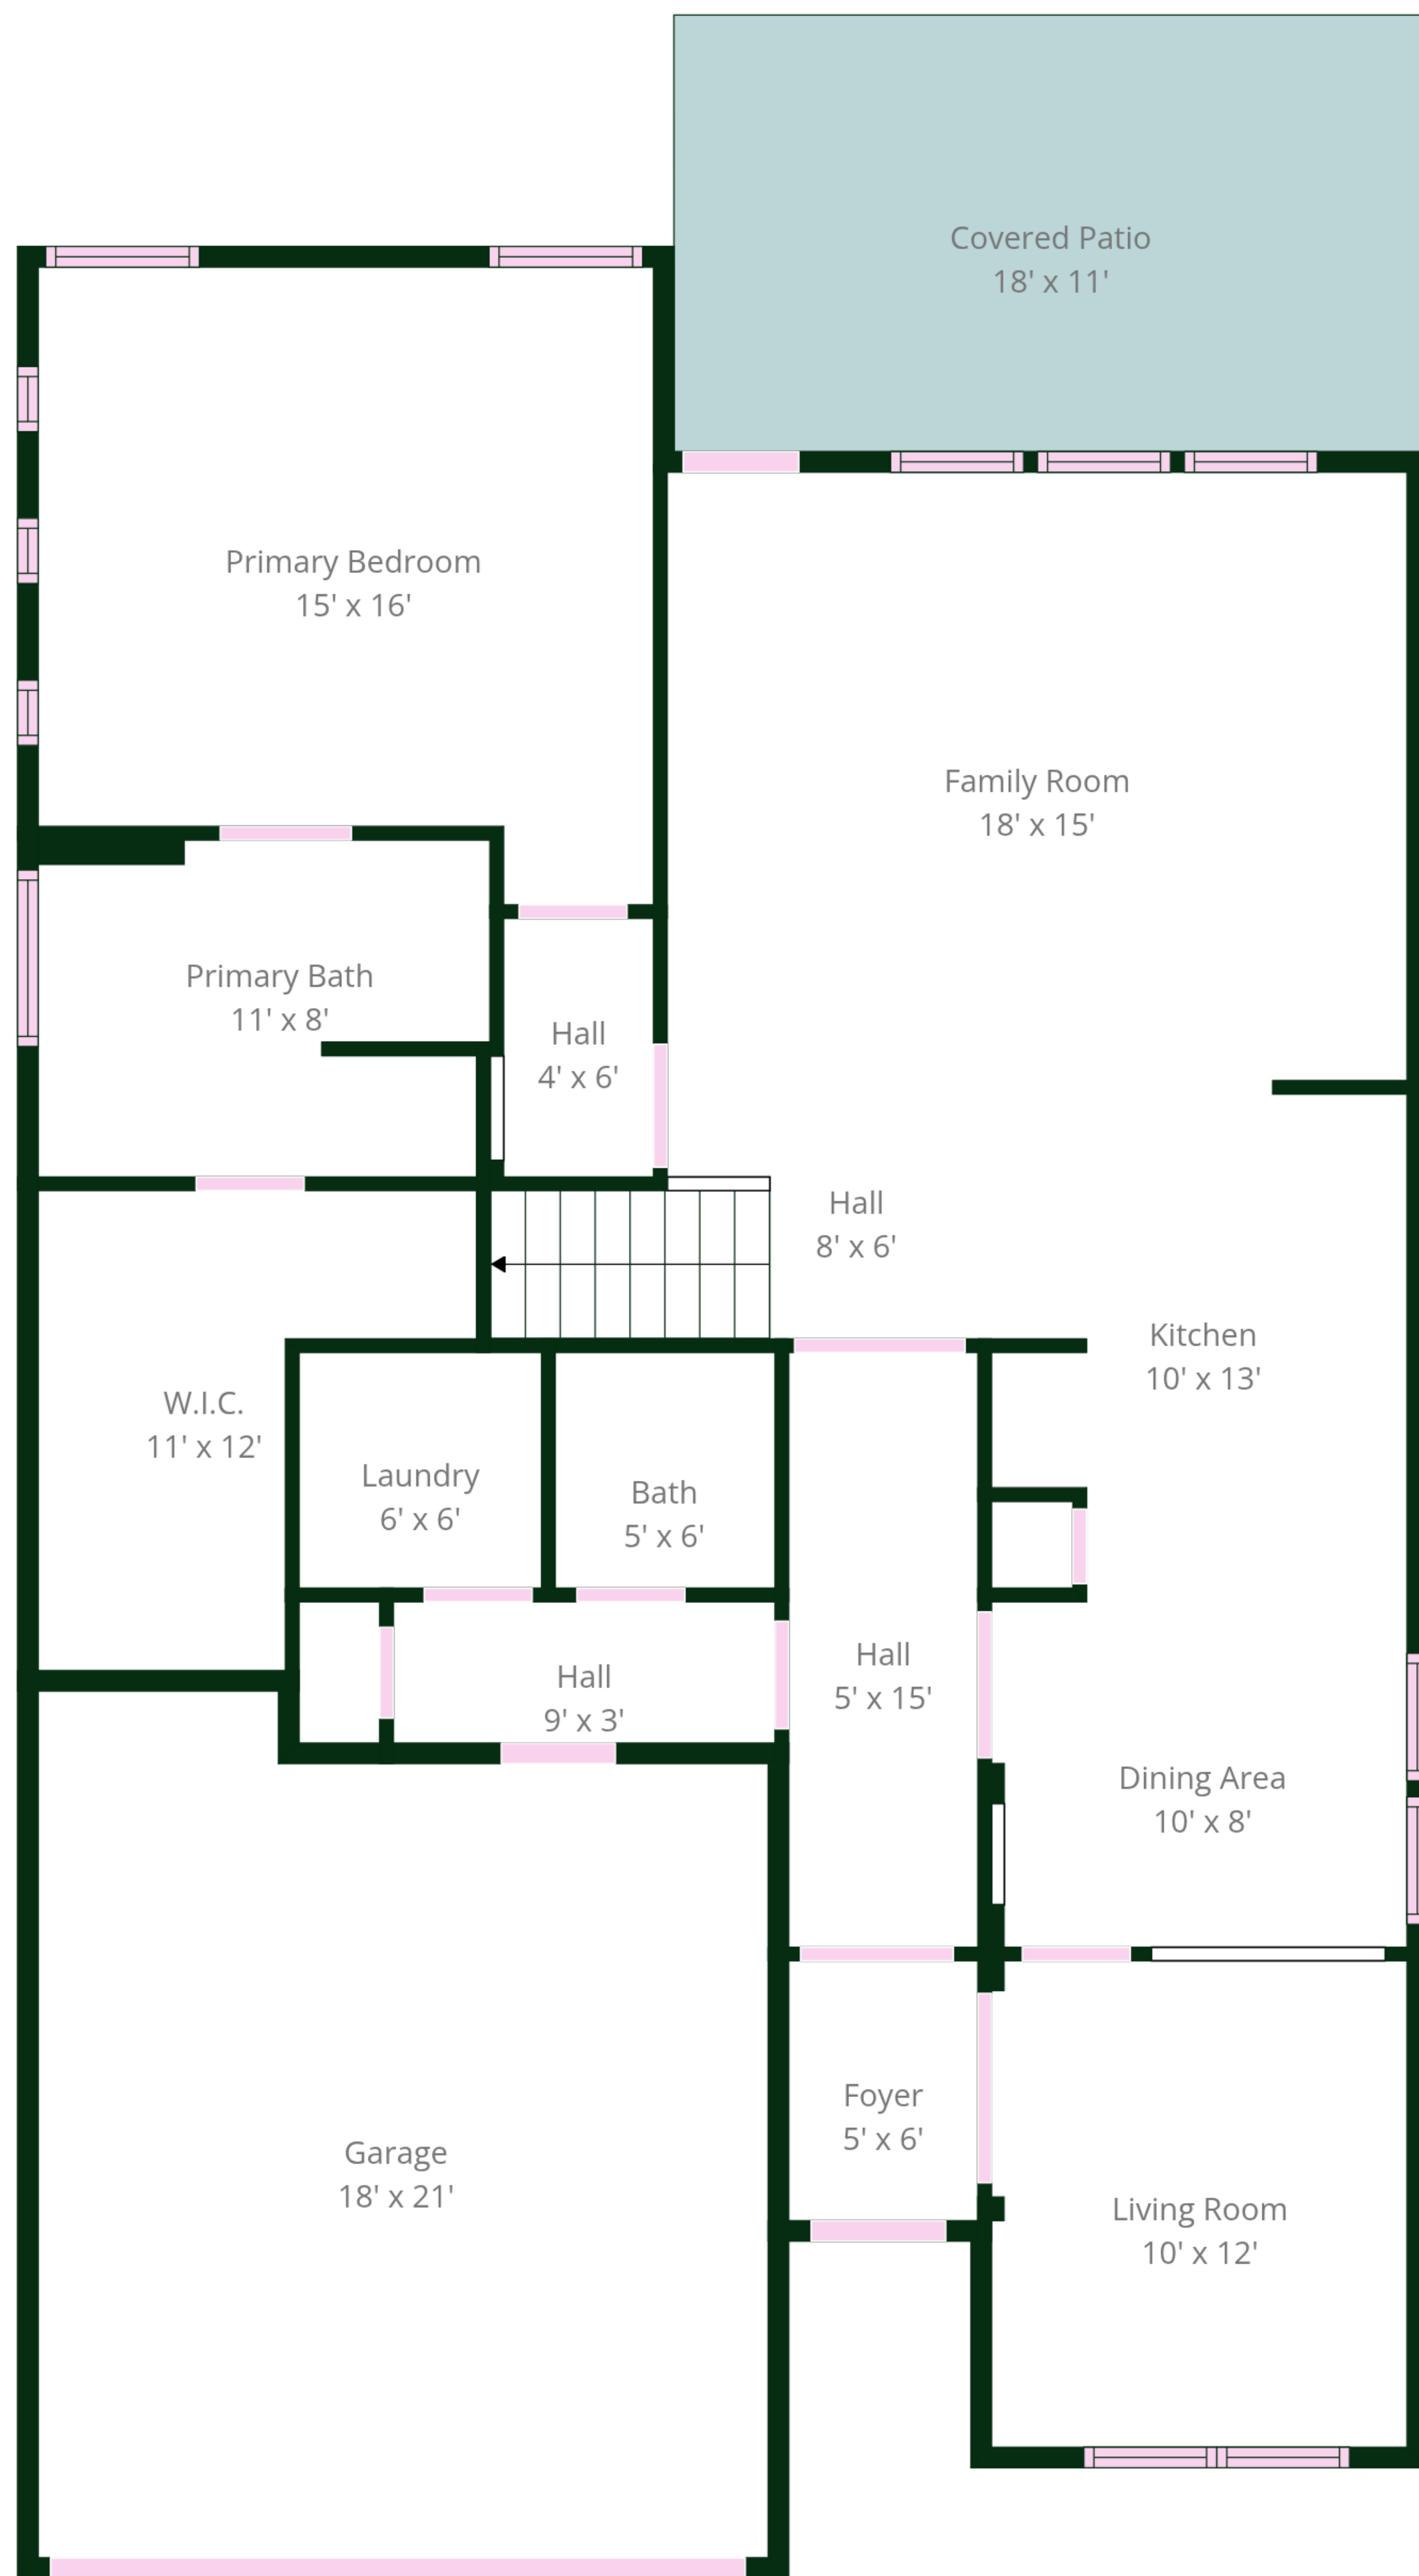 Covered Patio
18' x 11'
Primary Bedroom
15' x 16'
Family Room
18' x 15'
Primary Bath
11' x 8'
Hall
4' x 6'
Hall
8' x 6'
Kitchen
10' x 13'
W.I.C.
11' x 12'
Laundry
6' x 6'
Bath
5' x 6'
Hall
9' x 3'
Hall
5' x 15'
Dining Area
10' x 8'
Foyer
5' x 6'
Garage
18' x 21'
Living Room
10' x 12'